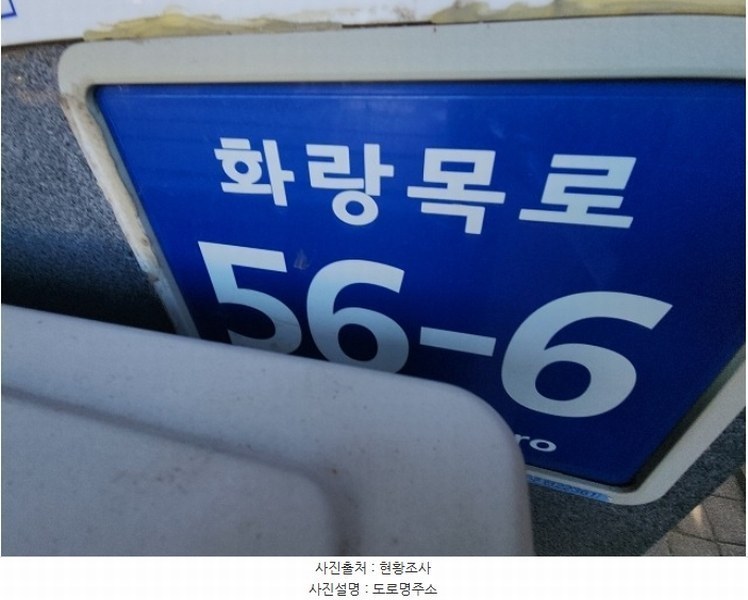 화랑목로
56-6
ro
사진출처 : 현황조사
사진설명 : 도로명주소